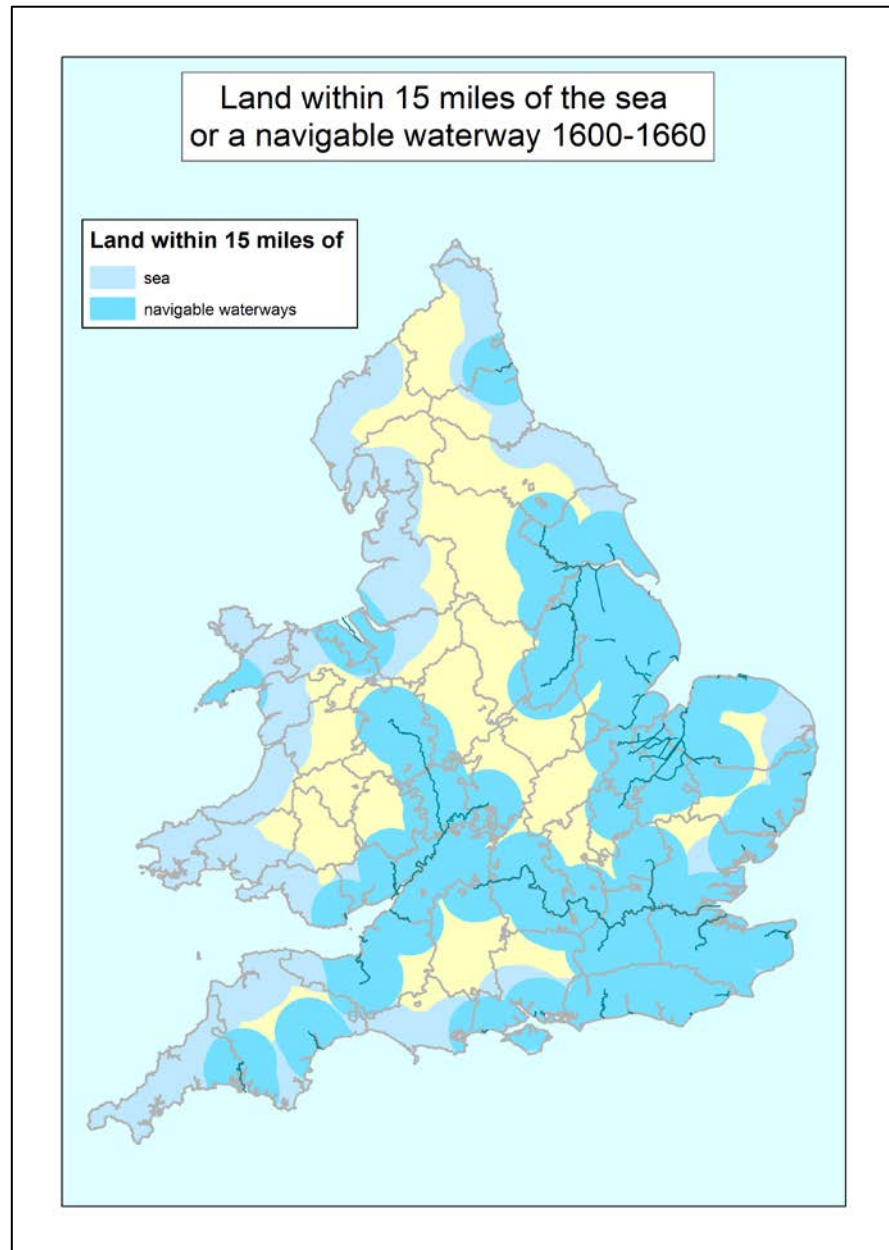 Land within 15 miles of the sea
or a navigable waterway 1600-1660
Land within 15 miles of
sea
navigable waterways